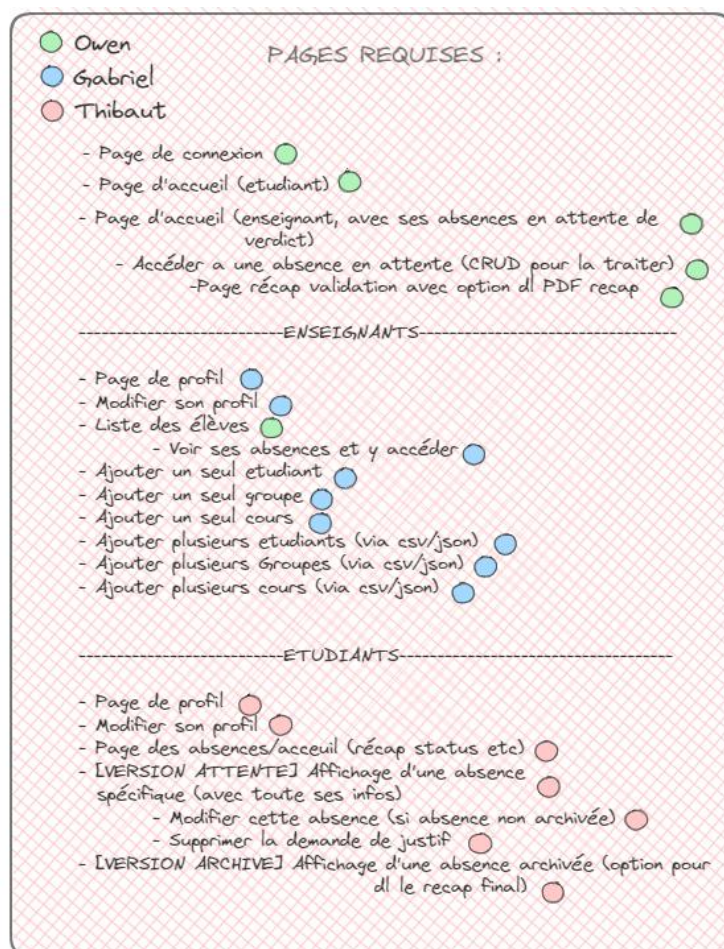 Owen
PAGES REQUISES :
Gabriel
Thibaut
- Page de connexion
- Page d'accueil (etudiant)
- Page d'accueil (enseignant, avec ses absences en attente de
verdict)
- Accéder a une absence en attente (CRUD pour la traiter)
-Page récap validation avec option dl PDF recap
---------------------------ENSEIGNANTS----------------------------------
- Page de profil
- Modifier son profil
- Liste des élèves
- Voir ses absences et y accéder
- Ajouter un seul etudiant
- Ajouter un seul groupe
- Ajouter un seul cours
- Ajouter plusieurs etudiants (via csv/json)
- Ajouter plusieurs Groupes (via csv/json)
- Ajouter plusieurs cours (via csv/json)
---------------------------ETUDIANTS------------------------------------
- Page de profil
- Modifier son profil
- Page des absences/acceuil (récap status etc)
- [VERSION ATTENTE] Affichage d'une absence
spécifique (avec toute ses infos)
- Modifier cette absence (si absence non archivée)
- Supprimer la demande de justif
- [VERSION ARCHIVE] Affichage d'une absence archivée (option pour
dl le recap final)